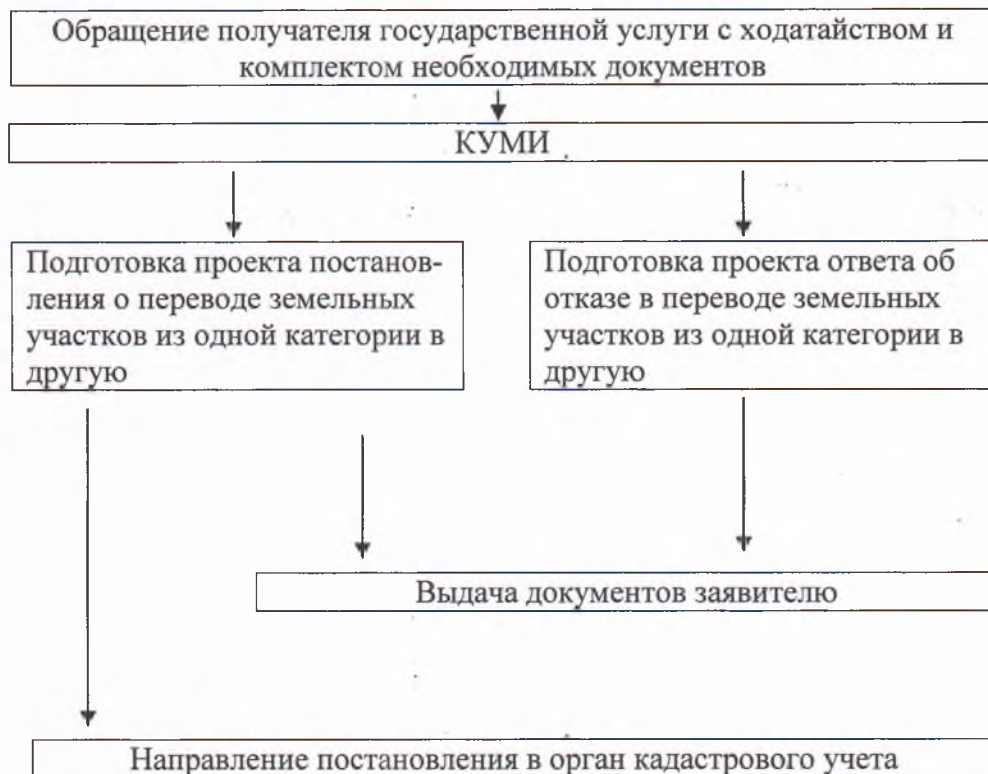 Обращение получателя государственной услуги с ходатайством и
комплектом необходимых документов
КУМИ
Подготовка проекта постанов-
ления о переводе земельных
участков из одной категории в
другую
Подготовка проекта ответа об
отказе в переводе земельных
участков из одной категории в
другую
Выдача документов заявителю
Направление постановления в орган кадастрового учета